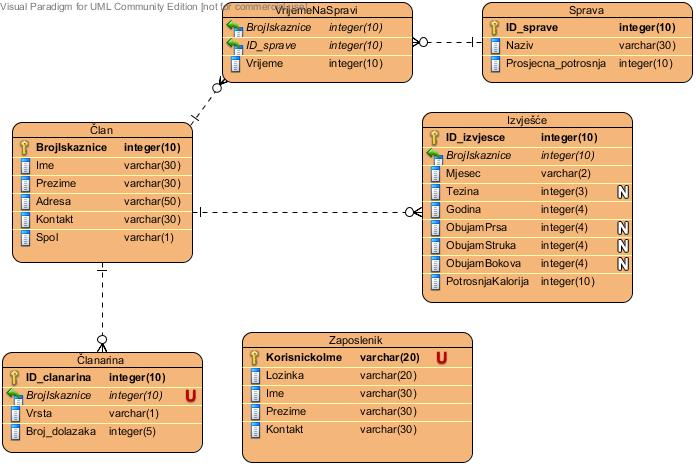 Visual Paradigm for UML Community Edition [not for commercial use]
VrijemeNaSpravi
BrojIskaznice integer(10)
ID_sprave integer(10)
Vrijeme integer(10)
Sprava
ID_sprave integer(10)
Naziv varchar(30)
Prosjecna_potrosnja integer(10)
Član
BrojIskaznice integer(10)
Ime varchar(30)
Prezime varchar(30)
Adresa varchar(50)
Kontakt varchar(30)
Spol varchar(1)
Izvješće
ID_izvjesce integer(10)
BrojIskaznice integer(10)
Mjesec varchar(2)
Tezina integer(3) N
Godina integer(4)
ObujamPrsa integer(4) N
ObujamStruka integer(4) N
ObujamBokova integer(4) N
PotrosnjaKalorija integer(10)
Članarina
ID_clanarina integer(10)
BrojIskaznice integer(10) U
Vrsta varchar(1)
Broj_dolazaka integer(5)
Zaposlenik
KorisnickoIme varchar(20) U
Lozinka varchar(20)
Ime varchar(30)
Prezime varchar(30)
Kontakt varchar(30)